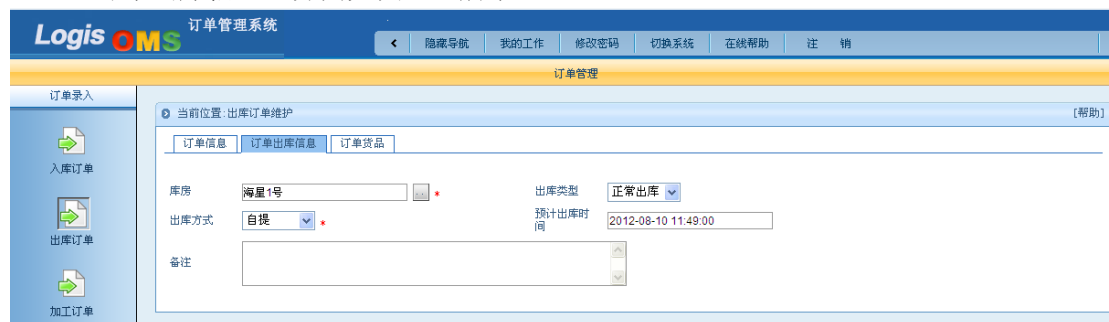 Logis OMS 订单管理系统
隐藏导航 我的工作 修改密码 切换系统 在线帮助 注 销
订单管理
订单录入
当前位置:出库订单维护 [帮助]
订单信息 订单出库信息 订单货品
入库订单
库房 海星1号 ... * 出库类型 正常出库
出库方式 自提 * 预计出库时间 2012-08-10 11:49:00
出库订单
备注
加工订单